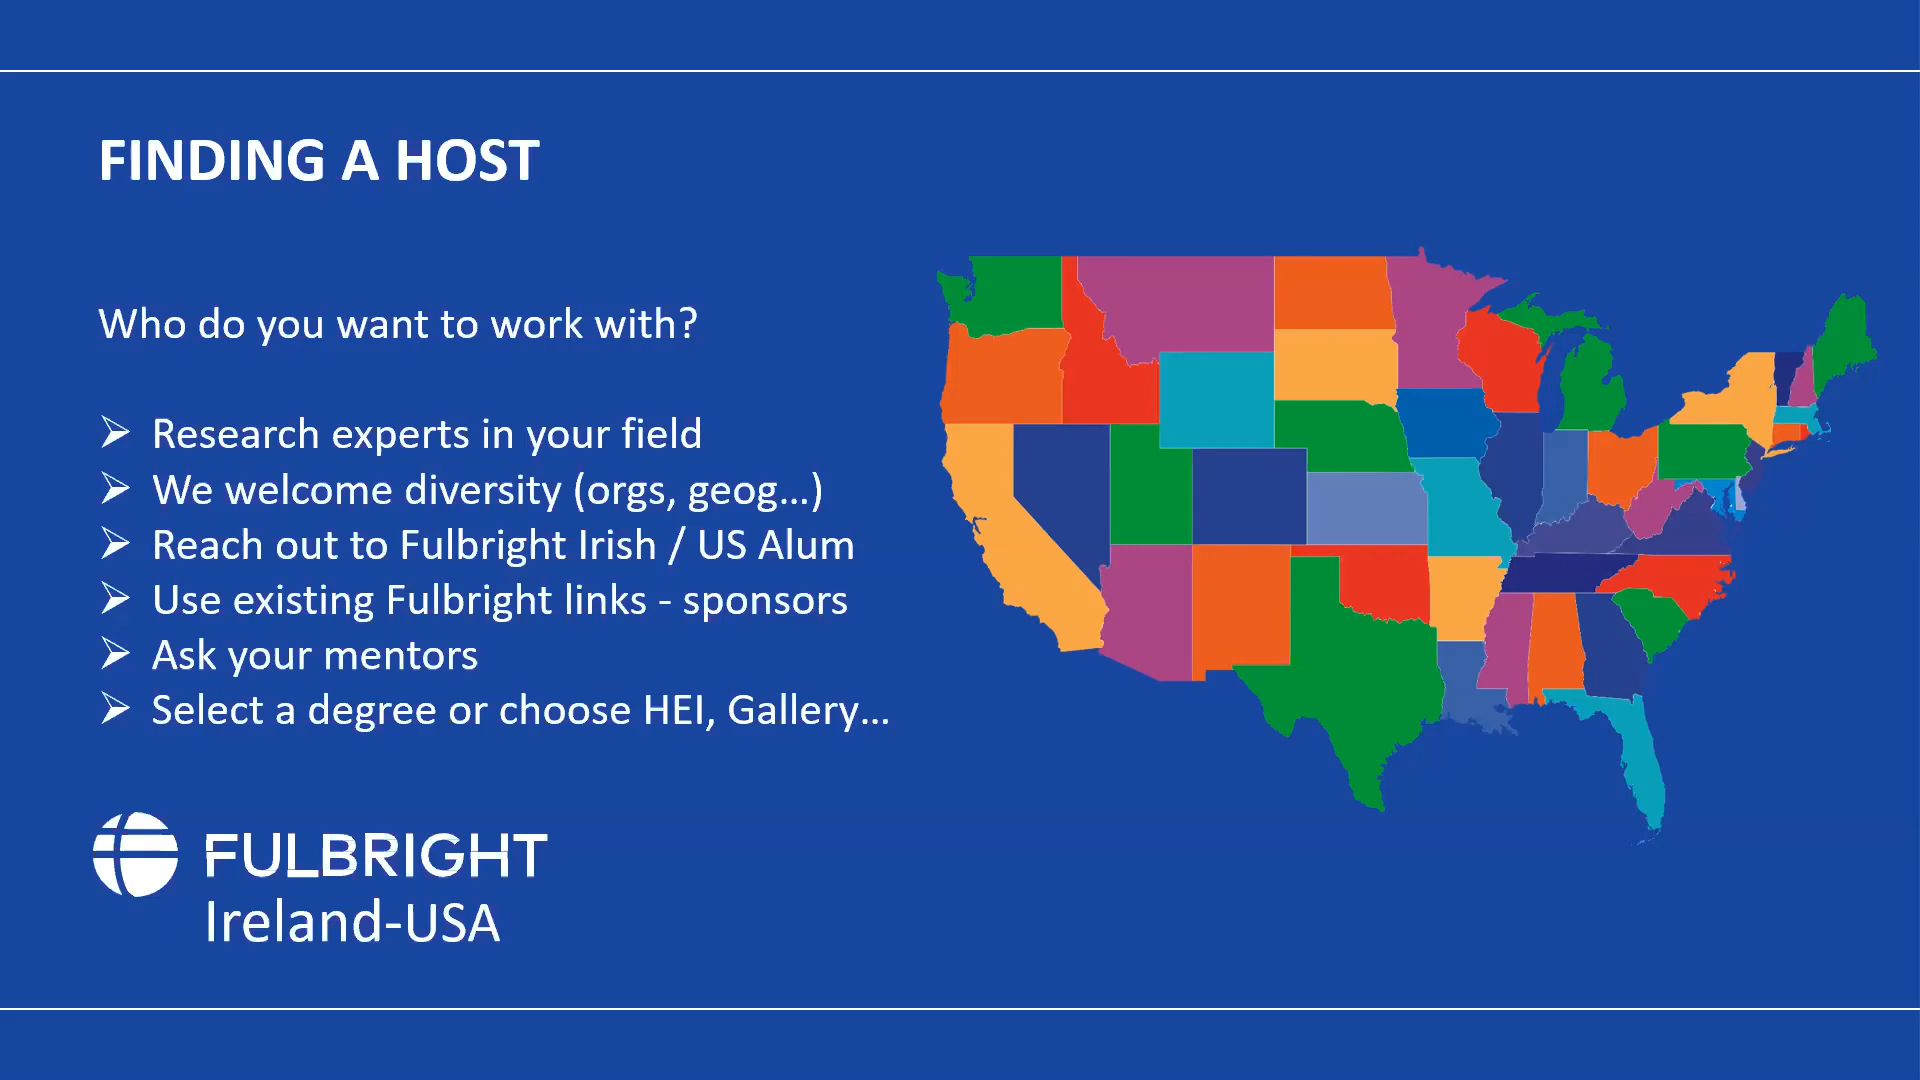 FINDING A HOST
Who do you want to work with?
➢ Research experts in your field
➢ We welcome diversity (orgs, geog...)
➢ Reach out to Fulbright Irish / US Alum
➢ Use existing Fulbright links - sponsors
➢ Ask your mentors
➢ Select a degree or choose HEI, Gallery...
FULBRIGHT
Ireland-USA